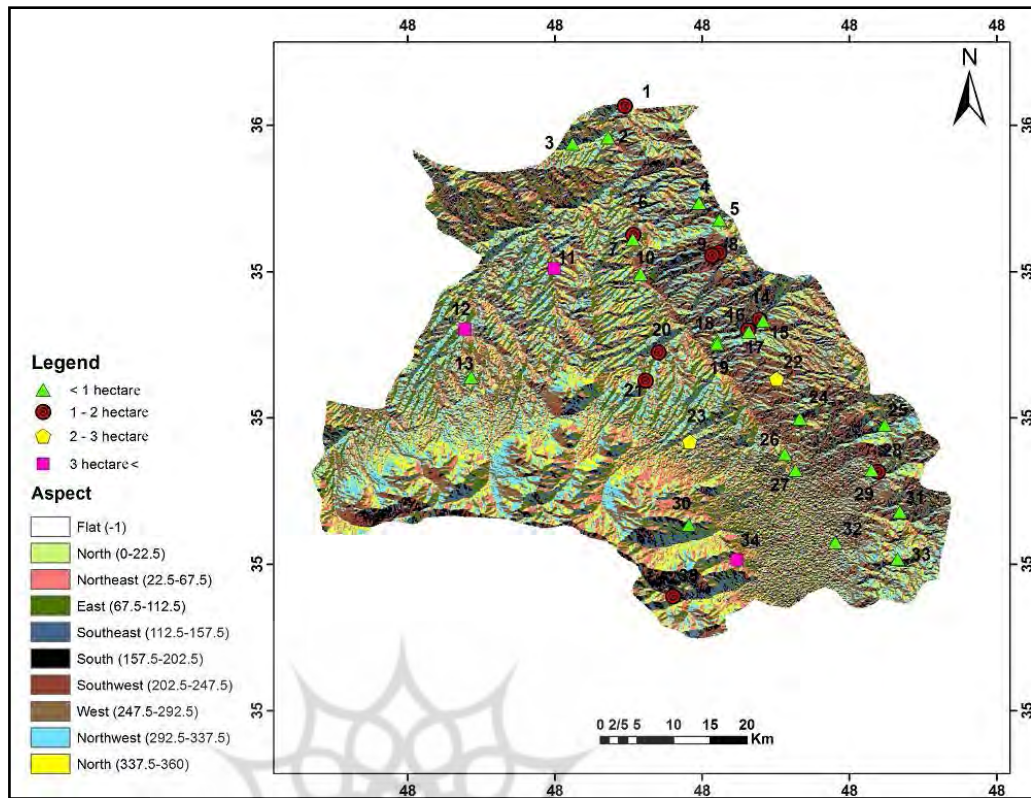 48 48 48 48 48
N
36 36
35 35
35 35
35 35
35 35
48 48 48 48 48
1
2
3
4
5
6
7
8
9
10
11
12
13
14
15
16
17
18
19
20
21
22
23
24
25
26
27
28
29
30
31
32
33
34
Legend
< 1 hectare
1 - 2 hectare
2 - 3 hectare
3 hectare <
Aspect
Flat (-1)
North (0-22.5)
Northeast (22.5-67.5)
East (67.5-112.5)
Southeast (112.5-157.5)
South (157.5-202.5)
Southwest (202.5-247.5)
West (247.5-292.5)
Northwest (292.5-337.5)
North (337.5-360)
0 2/5 5 10 15 20
Km